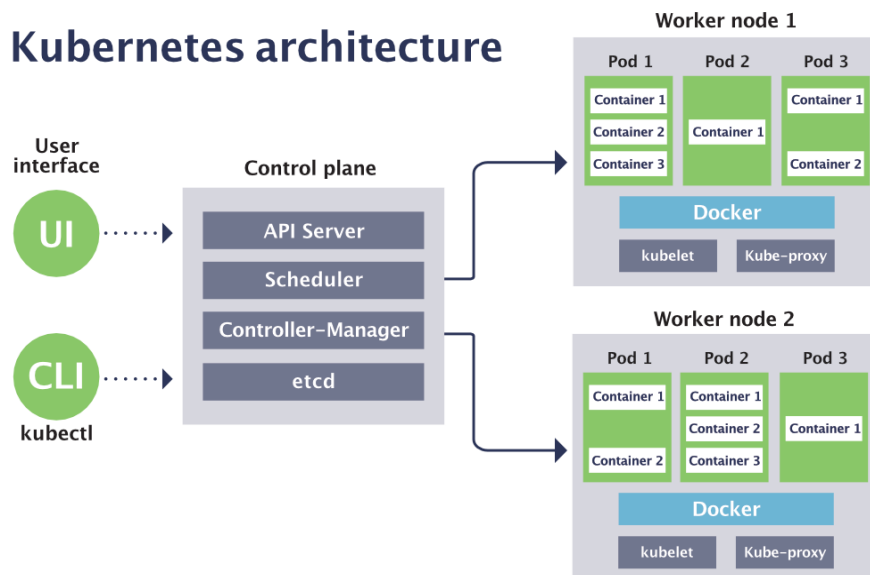 Kubernetes architecture
User
interface
UI
CLI
kubectl
Control plane
API Server
Scheduler
Controller-Manager
etcd
Worker node 1
Pod 1
Container 1
Container 2
Container 3
Pod 2
Container 1
Pod 3
Container 1
Container 2
Docker
kubelet
Kube-proxy
Worker node 2
Pod 1
Container 1
Container 2
Pod 2
Container 1
Container 2
Container 3
Pod 3
Container 1
Docker
kubelet
Kube-proxy